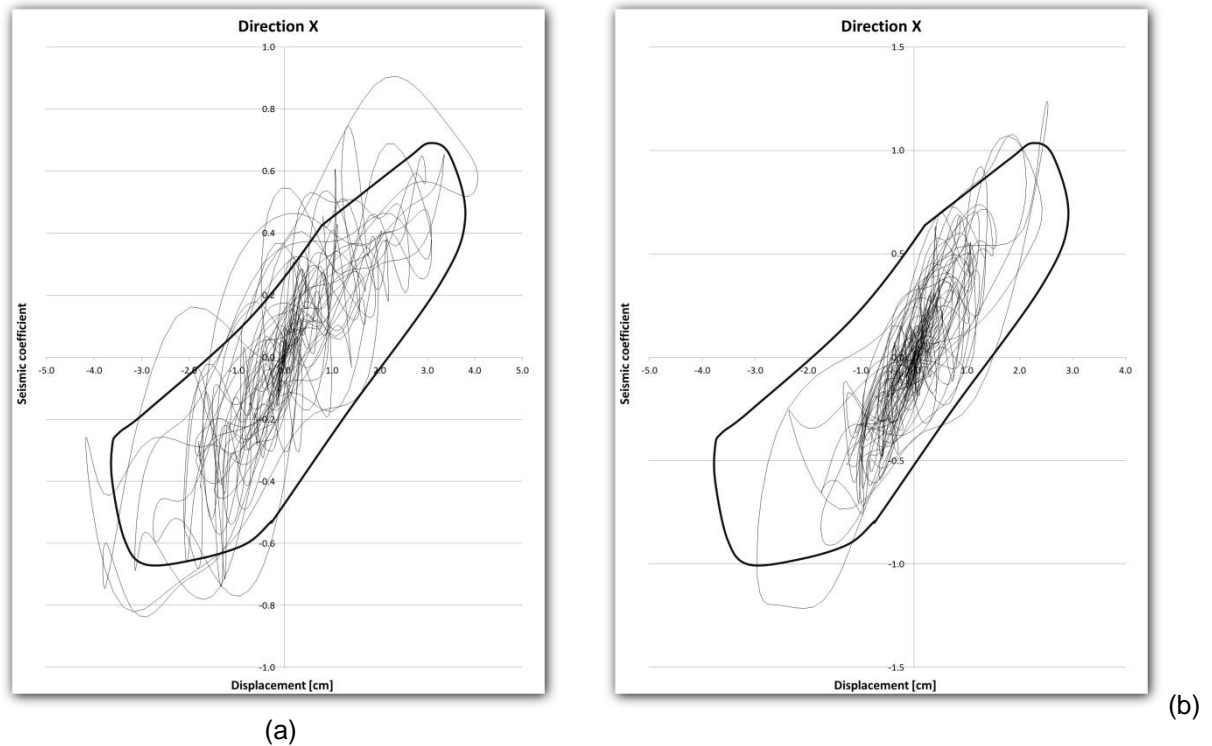 Direction X
1.0
0.8
0.6
0.4
0.2
0.0
-5.0 -4.0 -3.0 -2.0 -1.0 0.0 1.0 2.0 3.0 4.0 5.0
-0.2
-0.4
-0.6
-0.8
-1.0
Seismic coefficient
Displacement [cm]
(a)
Direction X
1.5
1.0
0.5
0.0
-5.0 -4.0 -3.0 -2.0 -1.0 0.0 1.0 2.0 3.0 4.0
-0.5
-1.0
-1.5
Seismic coefficient
Displacement [cm]
(b)